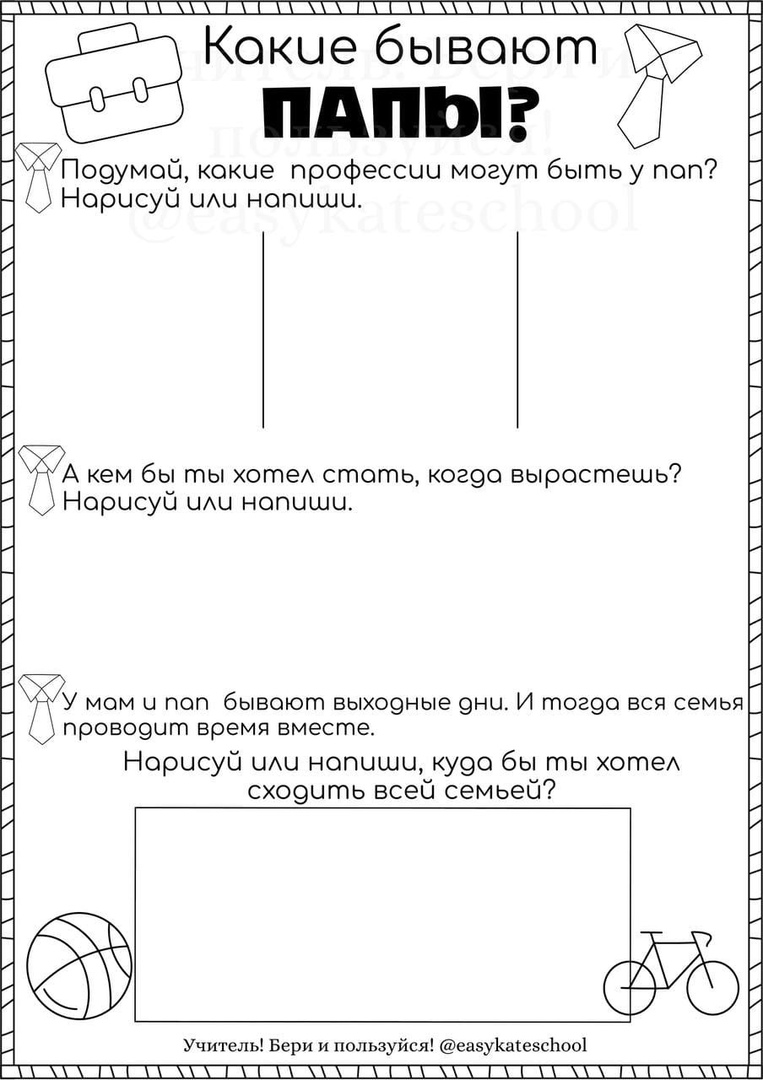 Какие бывают
ПАПЫ?
Подумай, какие профессии могут быть у пап?
Нарисуй или напиши.
А кем бы ты хотел стать, когда вырастешь?
Нарисуй или напиши.
У мам и пап бывают выходные дни. И тогда вся семья
проводит время вместе.
Нарисуй или напиши, куда бы ты хотел
сходить всей семьей?
Учитель! Бери и пользуйся! @easykateschool